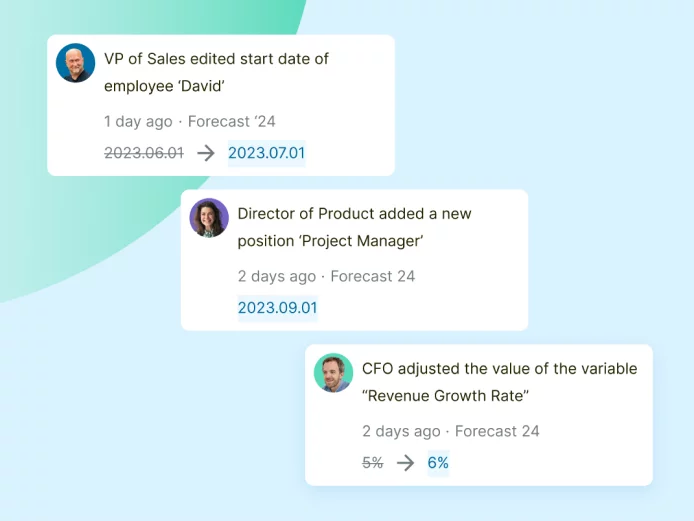 VP of Sales edited start date of
employee ‘David’
1 day ago · Forecast ‘24
2023.06.01 → 2023.07.01
Director of Product added a new
position ‘Project Manager’
2 days ago · Forecast 24
2023.09.01
CFO adjusted the value of the variable
“Revenue Growth Rate”
2 days ago · Forecast 24
5% → 6%